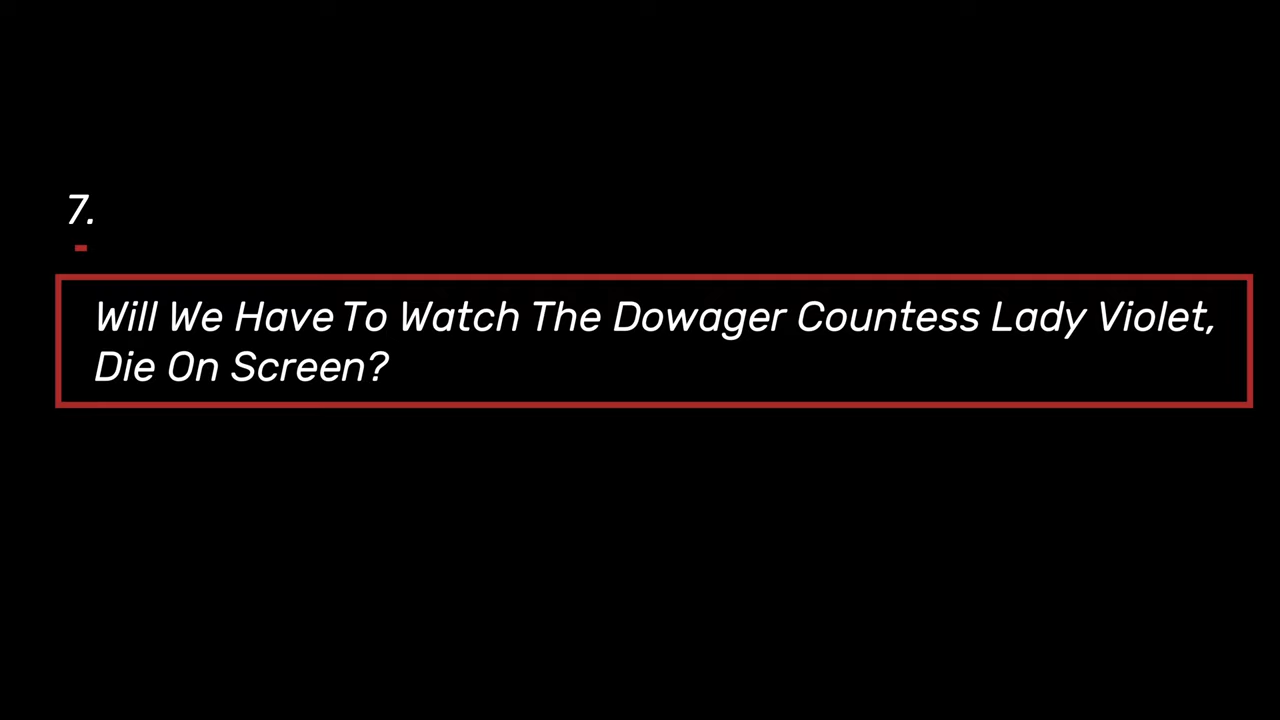 7.
Will We Have To Watch The Dowager Countess Lady Violet,
Die On Screen?